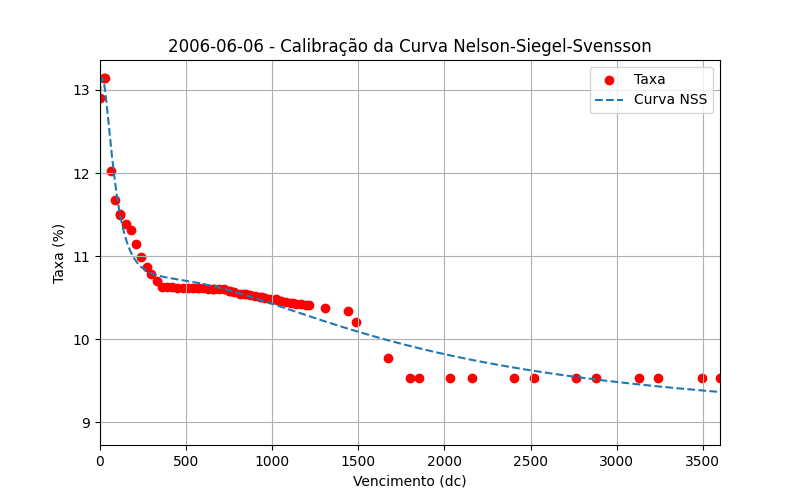 2006-06-06 - Calibração da Curva Nelson-Siegel-Svensson
Taxa
Curva NSS
Taxa (%)
13
12
11
10
9
0 500 1000 1500 2000 2500 3000 3500
Vencimento (dc)